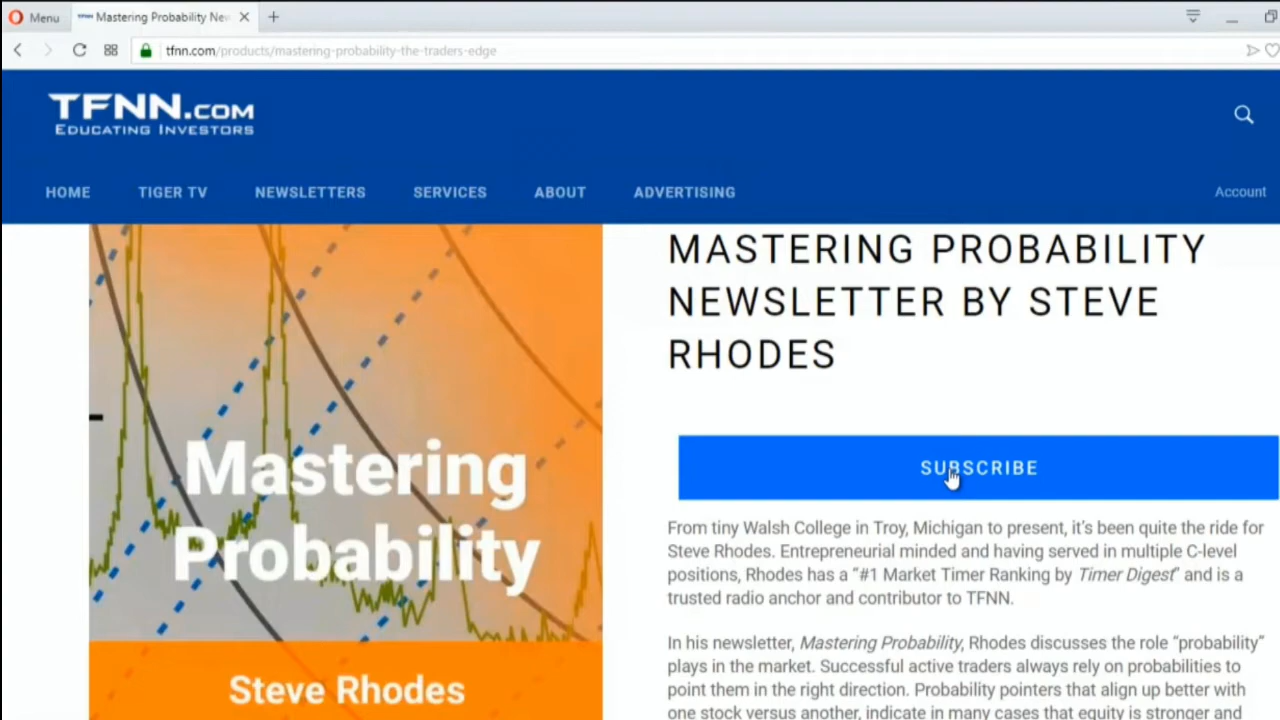 Menu
TFNN Mastering Probability New
tfnn.com/products/mastering-probability-the-traders-edge
TFNN.COM
EDUCATING INVESTORS
HOME TIGER TV NEWSLETTERS SERVICES ABOUT ADVERTISING Account
MASTERING PROBABILITY
NEWSLETTER BY STEVE
RHODES
Mastering
Probability
Steve Rhodes
SUBSCRIBE
From tiny Walsh College in Troy, Michigan to present, it's been quite the ride for
Steve Rhodes. Entrepreneurial minded and having served in multiple C-level
positions, Rhodes has a “#1 Market Timer Ranking by Timer Digest” and is a
trusted radio anchor and contributor to TFNN.
In his newsletter, Mastering Probability, Rhodes discusses the role “probability”
plays in the market. Successful active traders always rely on probabilities to
point them in the right direction. Probability pointers that align up better with
one stock versus another, indicate in many cases that equity is stronger and